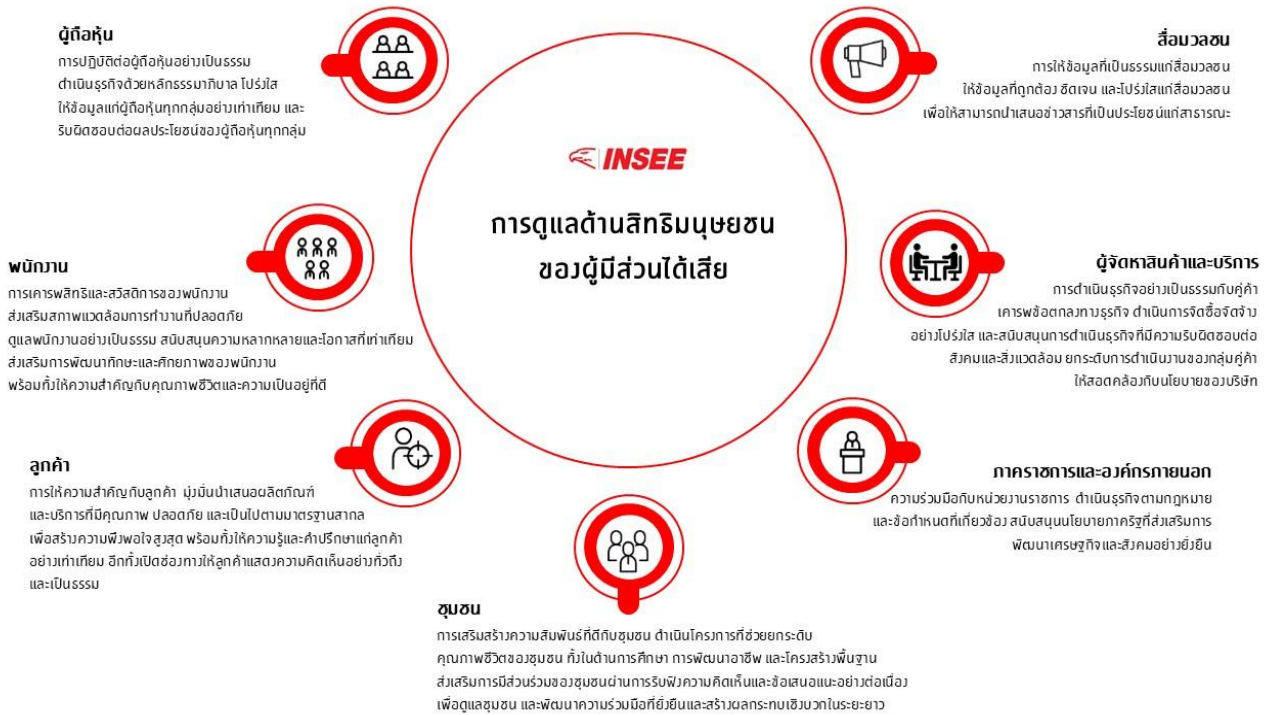 ผู้ถือหุ้น
การปฏิบัติต่อผู้ถือหุ้นอย่างเป็นธรรม
ดำเนินธุรกิจด้วยหลักธรรมาภิบาล โปร่งใส
ให้ข้อมูลแก่ผู้ถือหุ้นทุกกลุ่มอย่างเท่าเทียม และ
รับผิดชอบต่อผลประโยชน์ของผู้ถือหุ้นทุกกลุ่ม
สื่อมวลชน
การให้ข้อมูลที่เป็นธรรมแก่สื่อมวลชน
ให้ข้อมูลที่ถูกต้อง ชัดเจน และโปร่งใสแก่สื่อมวลชน
เพื่อให้สามารถนำเสนอข่าวสารที่เป็นประโยชน์แก่สาธารณะ
INSEE
การดูแลด้านสิทธิมนุษยชน
ของผู้มีส่วนได้เสีย
พนักงาน
การเคารพสิทธิและสวัสดิการของพนักงาน
ส่งเสริมสภาพแวดล้อมการทำงานที่ปลอดภัย
ดูแลพนักงานอย่างเป็นธรรม สนับสนุนความหลากหลายและโอกาสที่เท่าเทียม
ส่งเสริมการพัฒนาทักษะและศักยภาพของพนักงาน
พร้อมทั้งให้ความสำคัญกับคุณภาพชีวิตและความเป็นอยู่ที่ดี
ผู้จัดหาสินค้าและบริการ
การดำเนินธุรกิจอย่างเป็นธรรมกับคู่ค้า
เคารพข้อตกลงทางธุรกิจ ดำเนินการจัดซื้อจัดจ้าง
อย่างโปร่งใส และสนับสนุนการดำเนินธุรกิจที่มีความรับผิดชอบต่อ
สังคมและสิ่งแวดล้อม ยกระดับการดำเนินงานของกลุ่มคู่ค้า
ให้สอดคล้องกับนโยบายของบริษัท
ลูกค้า
การให้ความสำคัญกับลูกค้า มุ่งมั่นนำเสนอผลิตภัณฑ์
และบริการที่มีคุณภาพ ปลอดภัย และเป็นไปตามมาตรฐานสากล
เพื่อสร้างความพึงพอใจสูงสุด พร้อมทั้งให้ความรู้และคำปรึกษาแก่ลูกค้า
อย่างเท่าเทียม อีกทั้งเปิดช่องทางให้ลูกค้าแสดงความคิดเห็นอย่างทั่วถึง
และเป็นธรรม
ภาคราชการและองค์กรภายนอก
ความร่วมมือกับหน่วยงานราชการ ดำเนินธุรกิจตามกฎหมาย
และข้อกำหนดที่เกี่ยวข้อง สนับสนุนนโยบายภาครัฐที่ส่งเสริมการ
พัฒนาเศรษฐกิจและสังคมอย่างยั่งยืน
ชุมชน
การเสริมสร้างความสัมพันธ์ที่ดีกับชุมชน ดำเนินโครงการที่ช่วยยกระดับ
คุณภาพชีวิตของชุมชน ทั้งในด้านการศึกษา การพัฒนาอาชีพ และโครงสร้างพื้นฐาน
ส่งเสริมการมีส่วนร่วมของชุมชนผ่านการรับฟังความคิดเห็นและข้อเสนอแนะอย่างต่อเนื่อง
เพื่อดูแลชุมชน และพัฒนาความร่วมมือที่ยั่งยืนและสร้างผลกระทบเชิงบวกในระยะยาว